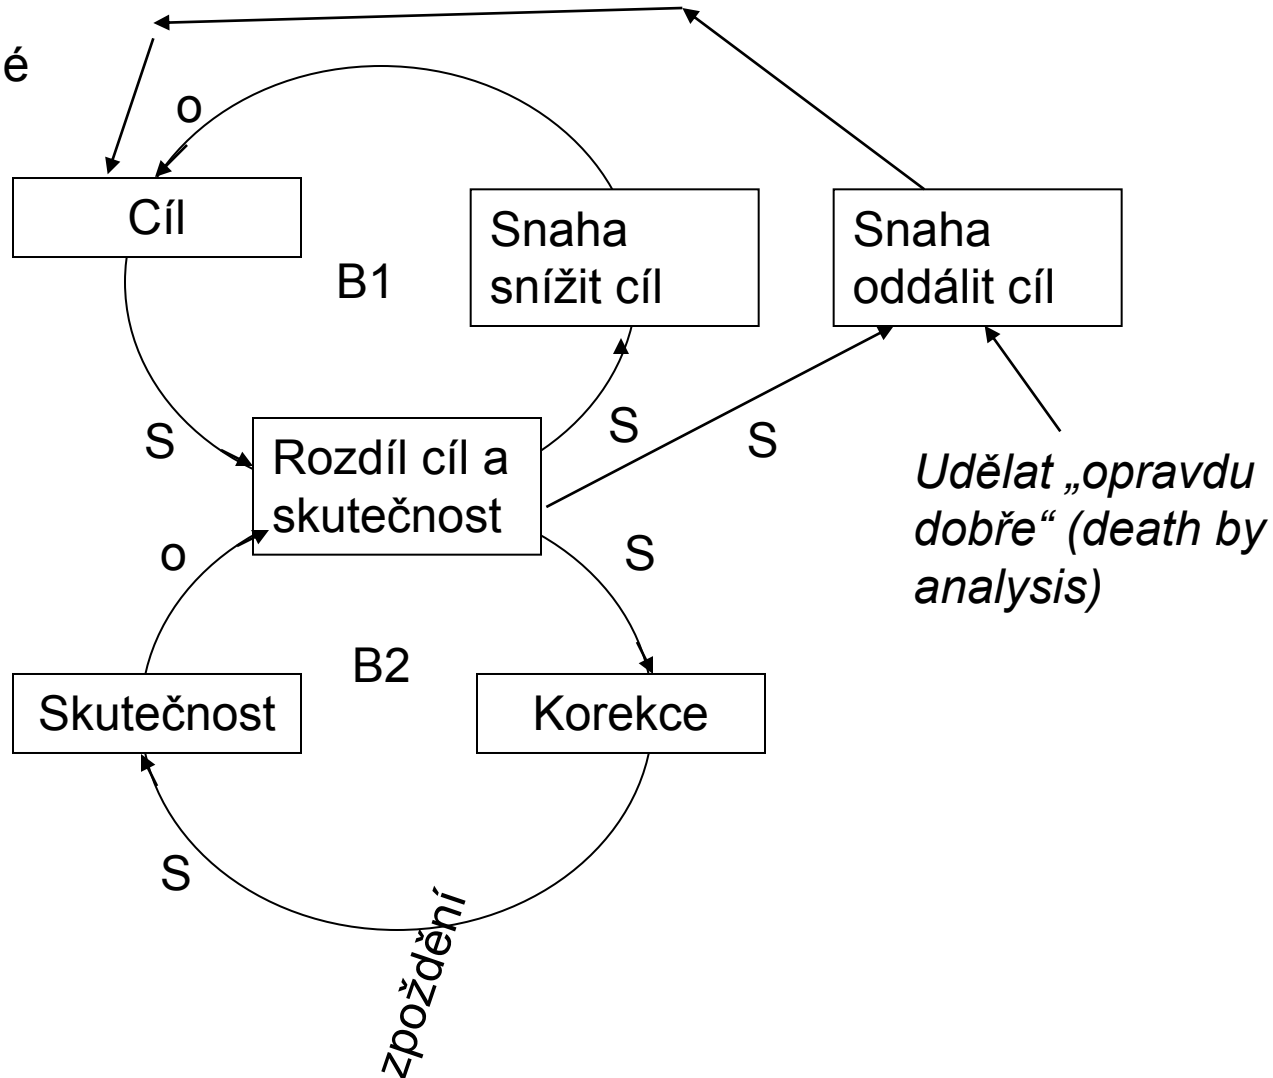 é
o
Cíl
Snaha
snížit cíl
Snaha
oddálit cíl
B1
S
S
S
Rozdíl cíl a
skutečnost
Udělat „opravdu
dobře“ (death by
analysis)
o
S
B2
Skutečnost
Korekce
S
zpoždění